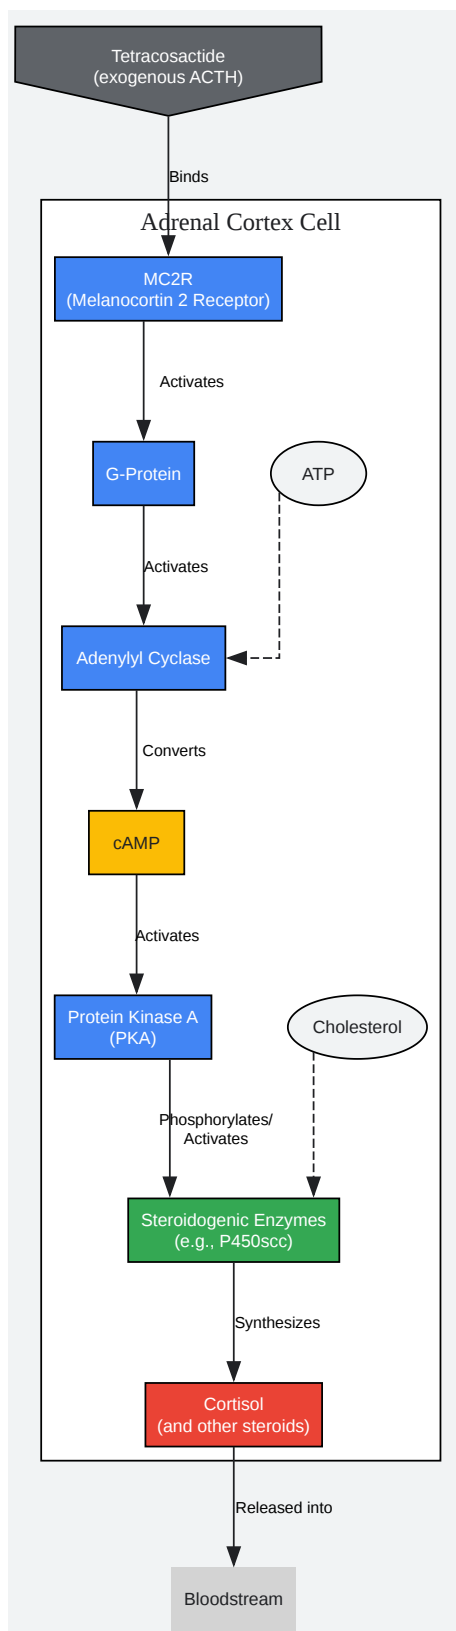 Tetracosactide
(exogenous ACTH)
Binds
Adrenal Cortex Cell
MC2R
(Melanocortin 2 Receptor)
Activates
G-Protein
ATP
Activates
Adenylyl Cyclase
Converts
cAMP
Activates
Protein Kinase A
(PKA)
Cholesterol
Phosphorylates/
Activates
Steroidogenic Enzymes
(e.g., P450scc)
Synthesizes
Cortisol
(and other steroids)
Released into
Bloodstream